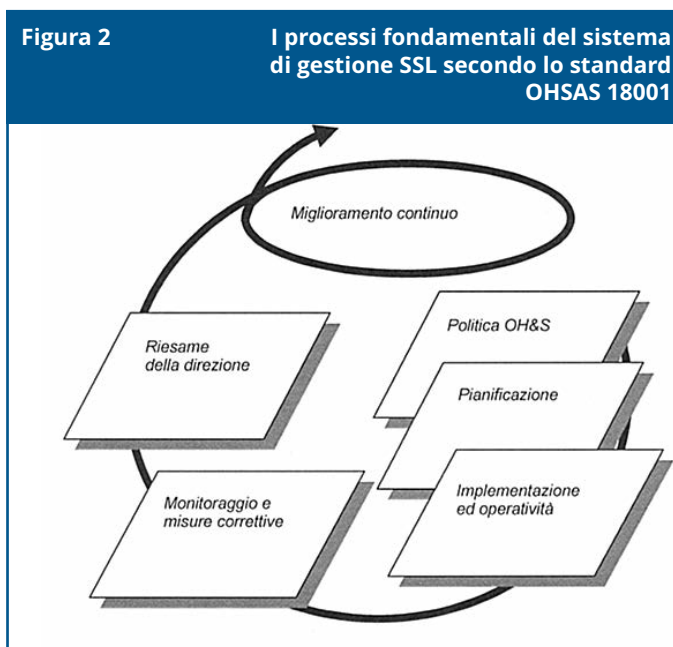 Figura 2
I processi fondamentali del sistema
di gestione SSL secondo lo standard
OHSAS 18001
Miglioramento continuo
Politica OH&S
Pianificazione
Implementazione
ed operatività
Monitoraggio e
misure correttive
Riesame
della direzione